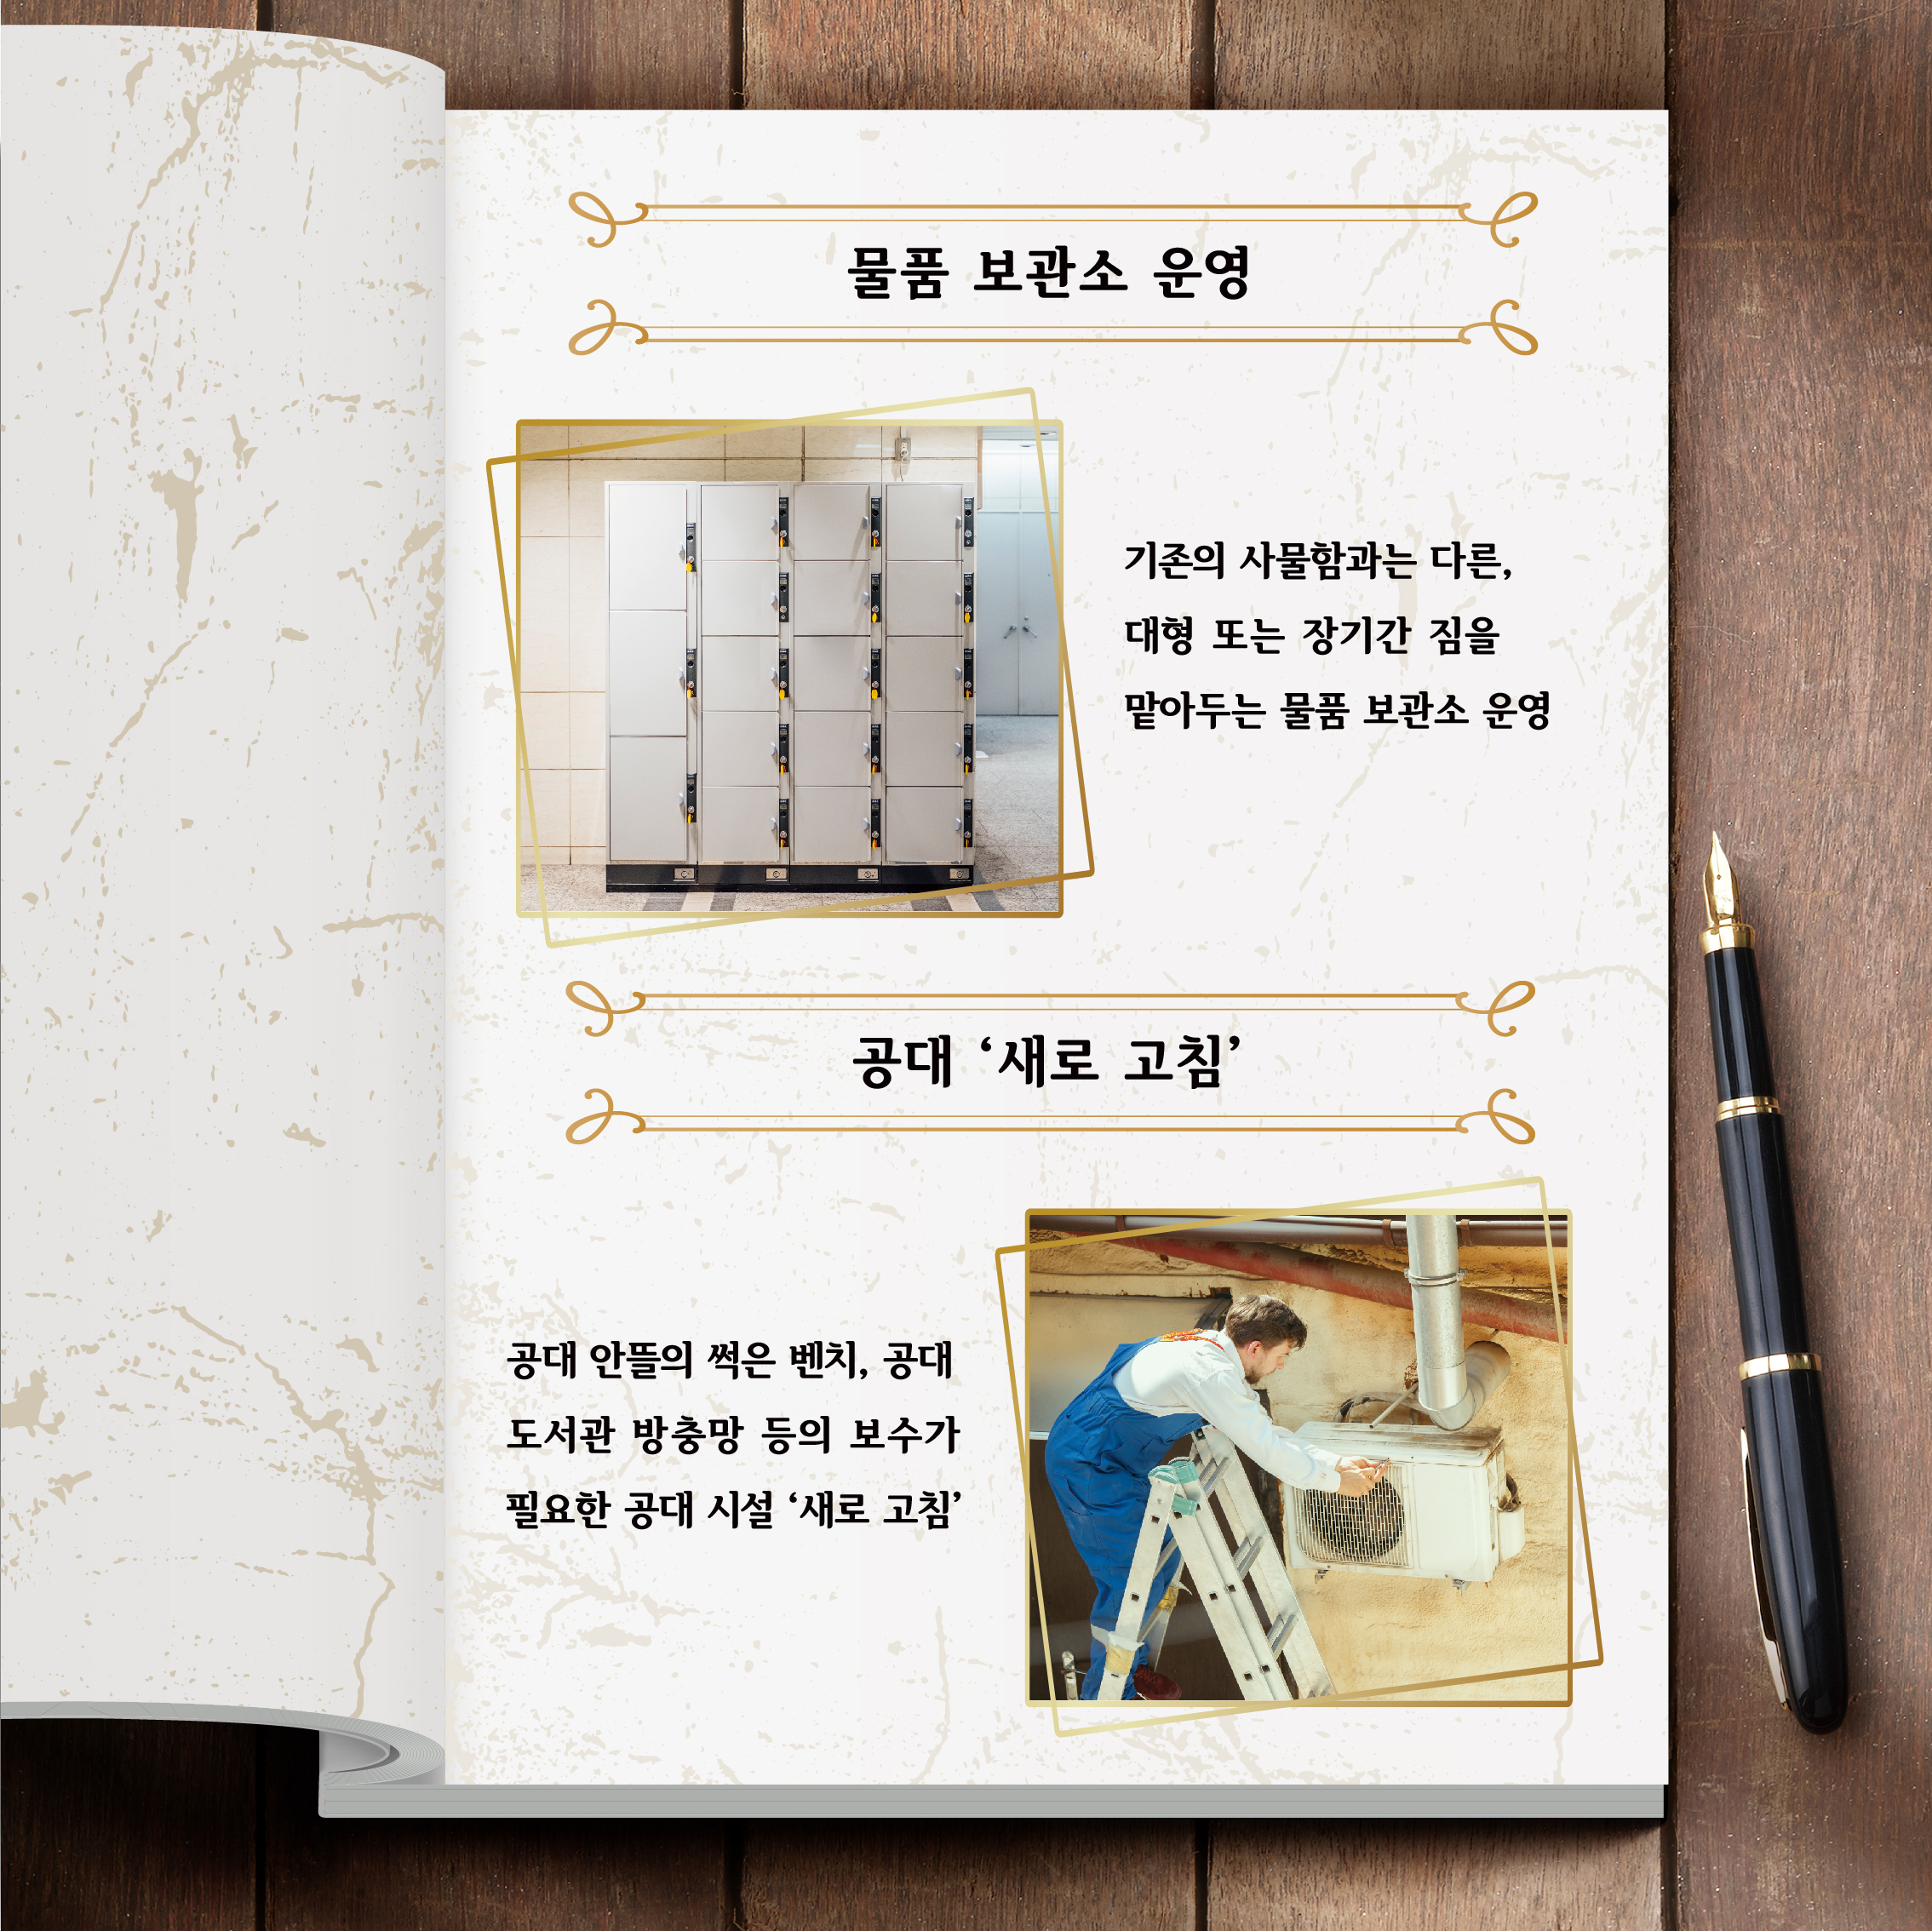 물품 보관소 운영
기존의 사물함과는 다른,
대형 또는 장기간 짐을
맡아두는 물품 보관소 운영
공대 ‘새로 고침’
공대 안뜰의 썩은 벤치, 공대
도서관 방충망 등의 보수가
필요한 공대 시설 ‘새로 고침’